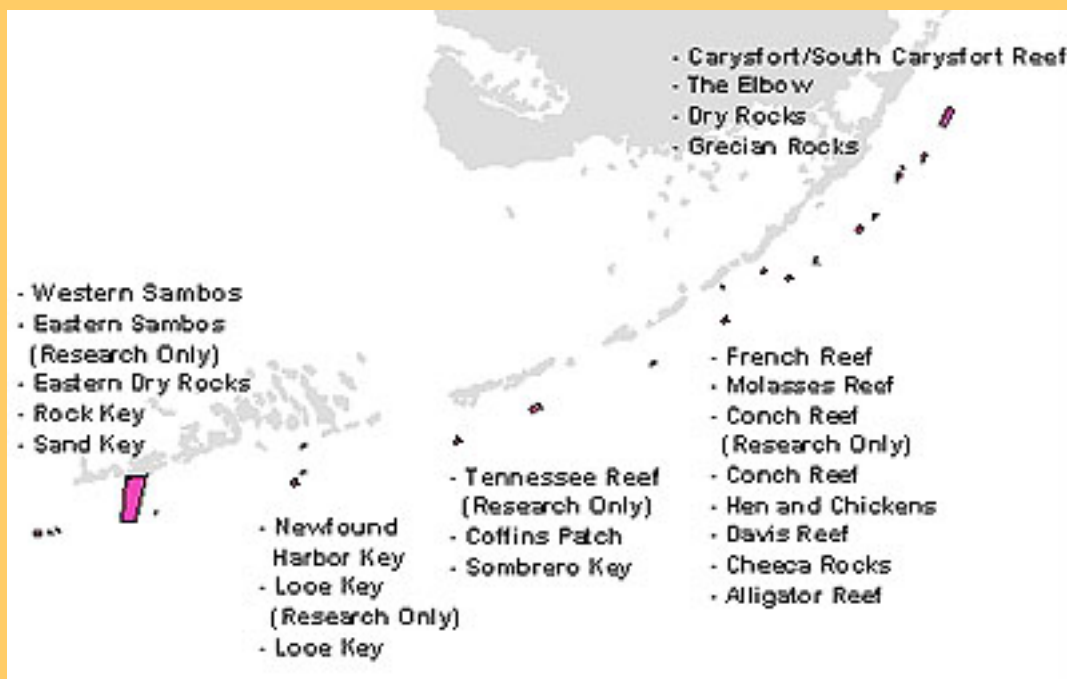 - Carysfort/South Carysfort Reef
- The Elbow
- Dry Rocks
- Grecian Rocks
- Western Sambos
- Eastern Sambos
(Research Only)
- Eastern Dry Rocks
- Rock Key
- Sand Key
- French Reef
- Molasses Reef
- Conch Reef
(Research Only)
- Conch Reef
- Hen and Chickens
- Davis Reef
- Cheeca Rocks
- Alligator Reef
- Tennessee Reef
(Research Only)
- Coffins Patch
- Sombrero Key
- Newfound
Harbor Key
- Looe Key
(Research Only)
- Looe Key